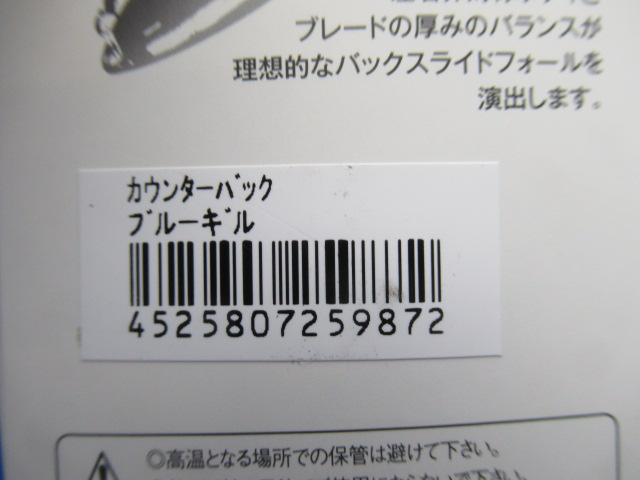 ブレードの厚みのバランスが
理想的なバックスライドフォールを
演出します。
ｶｳﾝﾀｰﾊﾞｯｸ
ﾌﾞﾙｰｷﾞﾙ
4525807259872
◎高温となる場所での保管は避けて下さい。